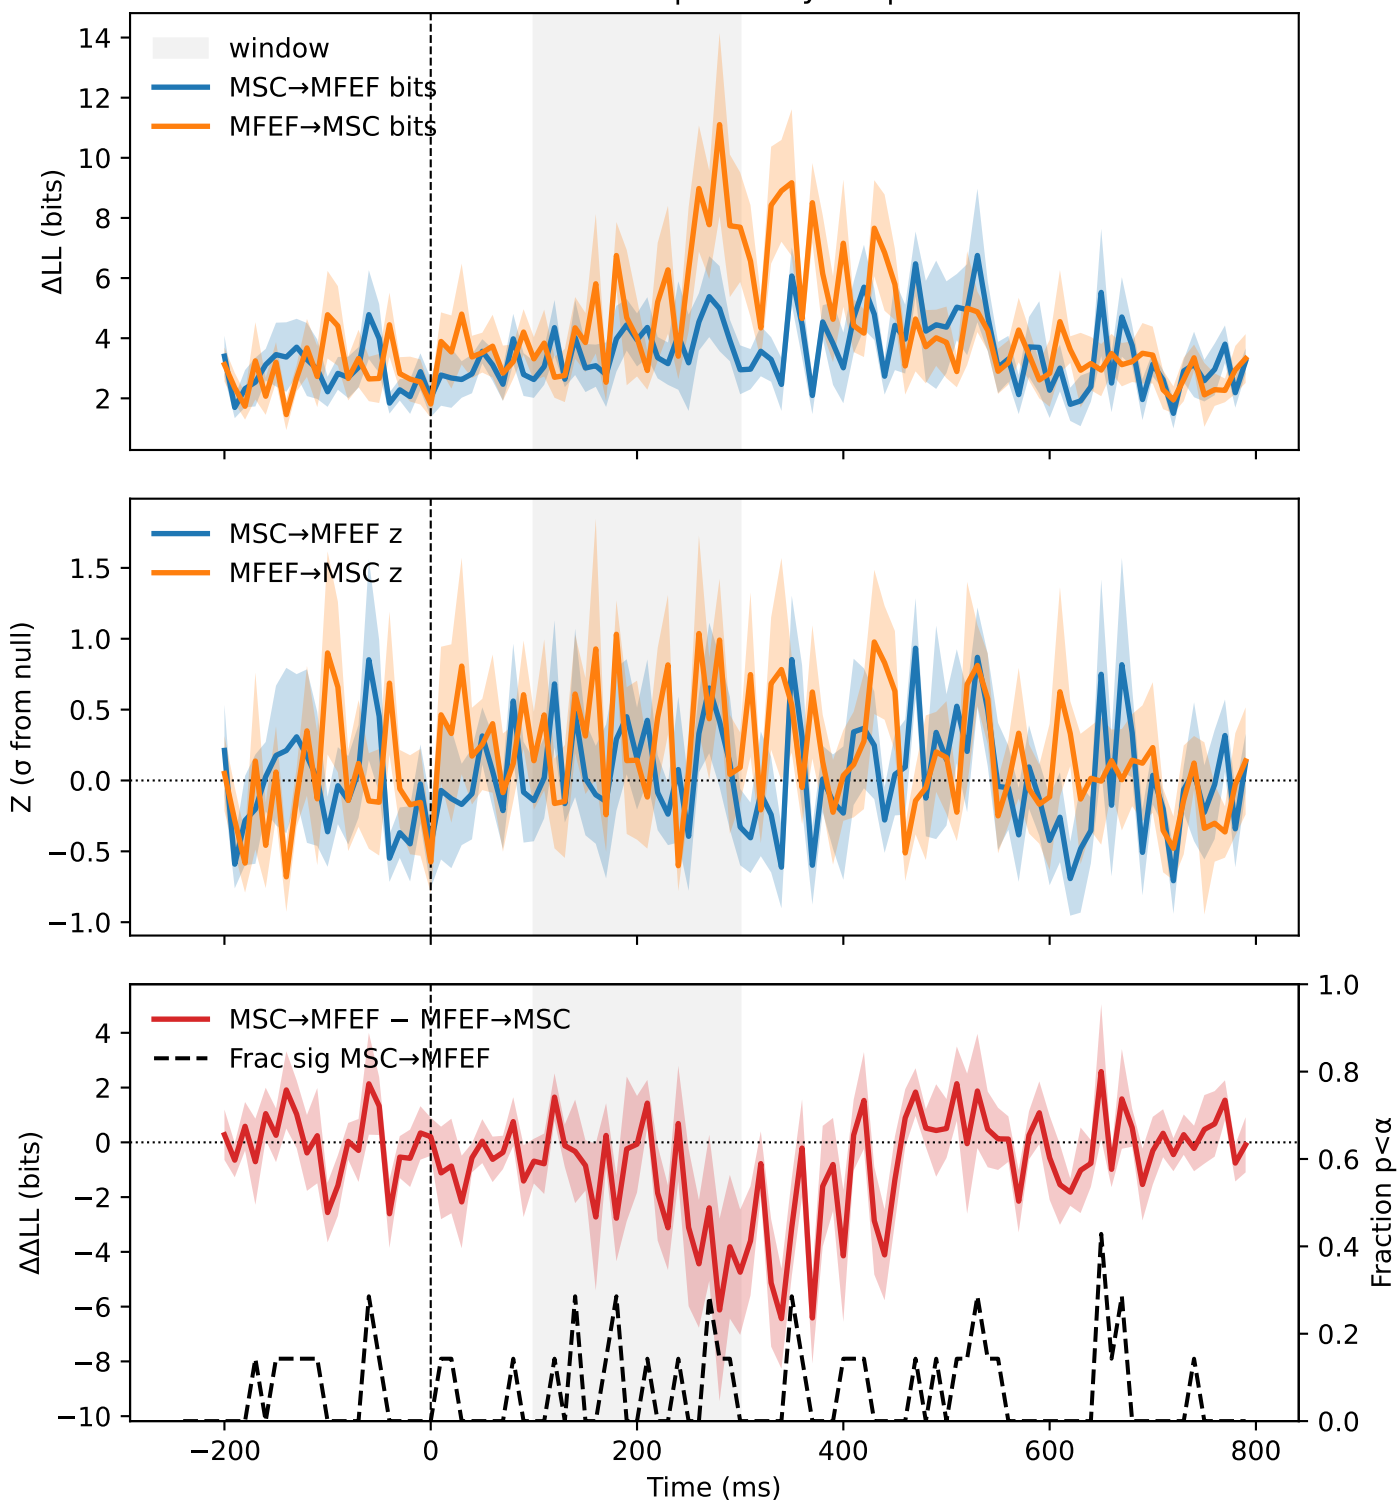 14
12
10
8
6
4
2
ΔLL (bits)
window
MSC→MFEF bits
MFEF→MSC bits
1.5
1.0
0.5
0.0
−0.5
−1.0
Z (σ from null)
MSC→MFEF z
MFEF→MSC z
4
2
0
−2
−4
−6
−8
−10
ΔΔLL (bits)
MSC→MFEF − MFEF→MSC
Frac sig MSC→MFEF
1.0
0.8
0.6
0.4
0.2
0.0
Fraction p<α
−200
0
200
400
600
800
Time (ms)